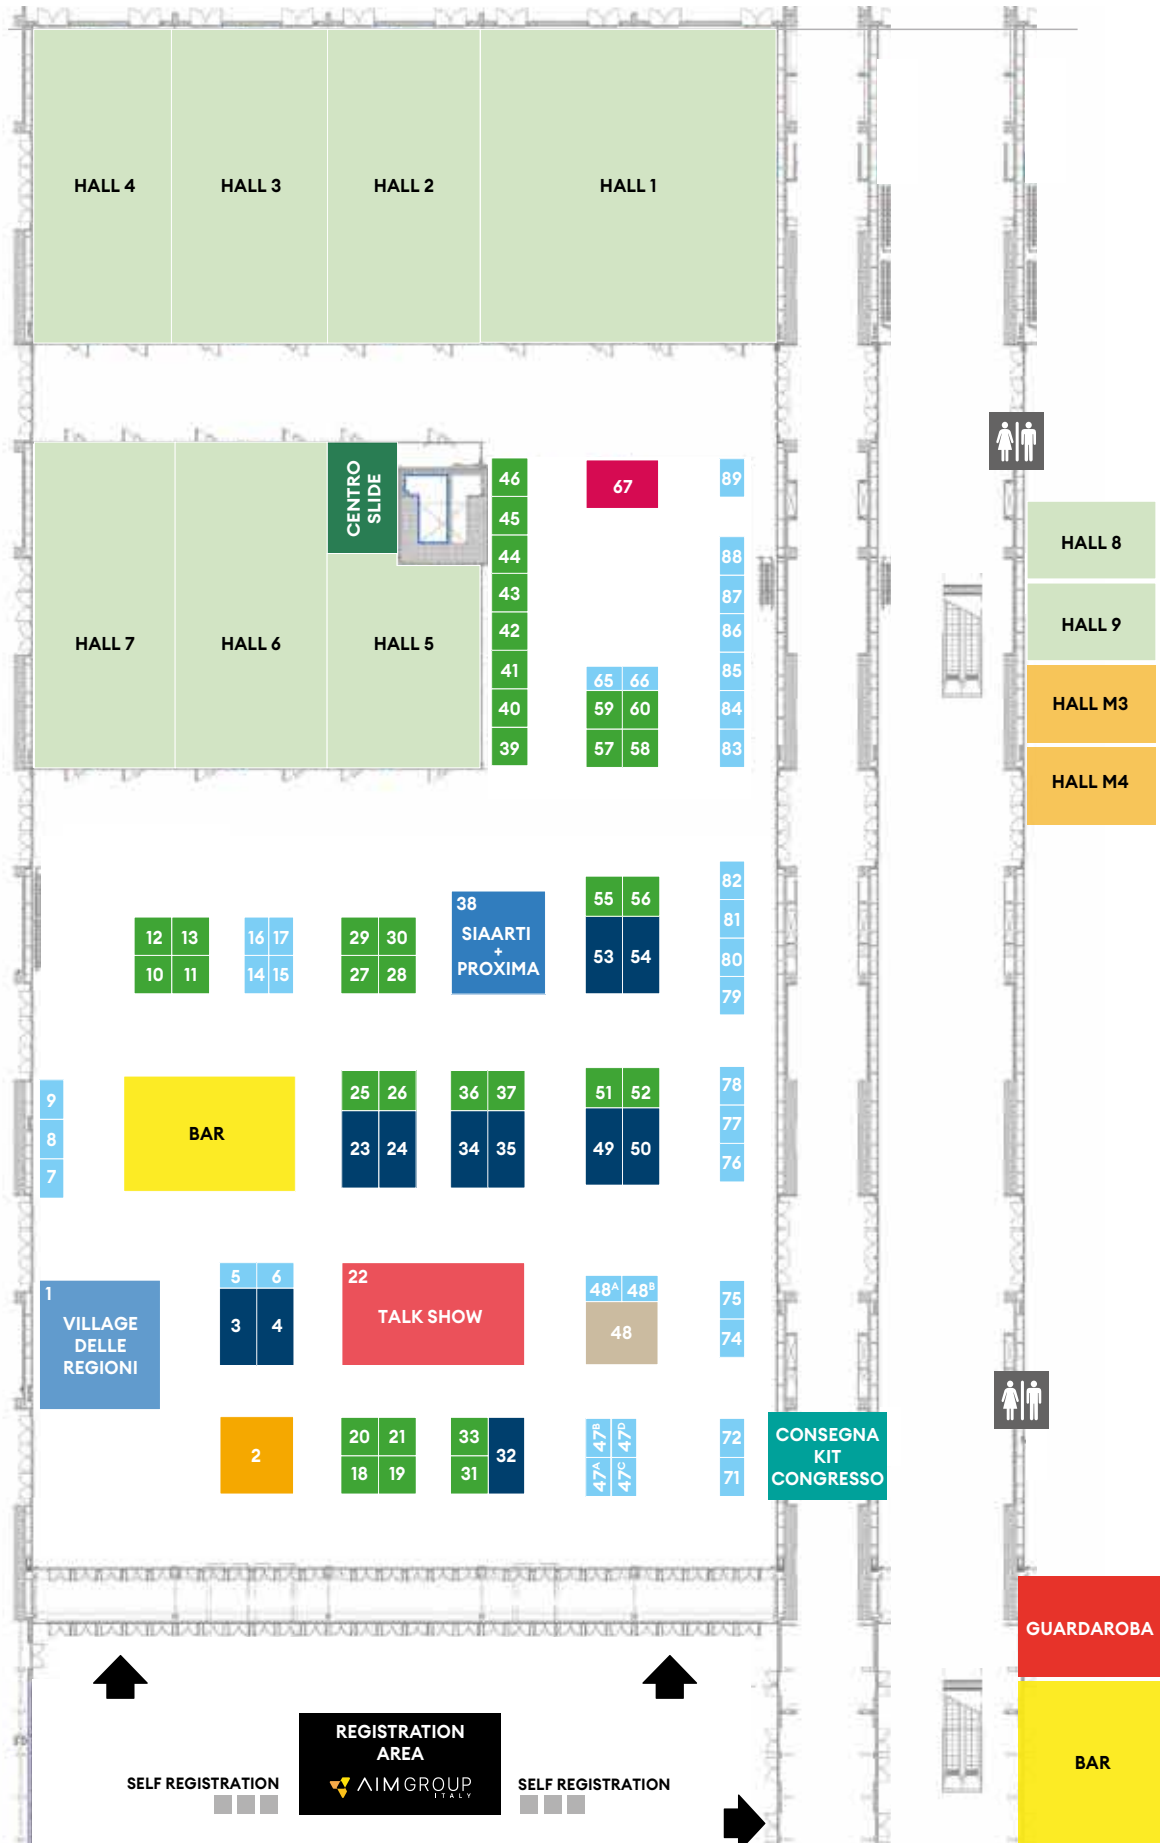 HALL 4
HALL 3
HALL 2
HALL 1
CENTRO
SLIDE
46
45
44
43
42
41
40
39
67
89
88
87
86
85
84
83
HALL 7
HALL 6
HALL 5
65 66
59 60
57 58
HALL 8
HALL 9
HALL M3
HALL M4
12 13
10 11
16 17
14 15
29 30
27 28
38
SIAARTI
+
PROXIMA
55 56
53 54
82
81
80
79
9
8
7
BAR
25 26
23 24
36 37
34 35
51 52
49 50
78
77
76
1
VILLAGE
DELLE
REGIONI
5 6
3 4
22
TALK SHOW
48A 48B
48
75
74
2
20 21
18 19
33
31
32
47B 47D
47A 47C
72
71
CONSEGNA
KIT
CONGRESSO
GUARDAROBA
BAR
REGISTRATION
AREA
AIMGROUP
ITALY
SELF REGISTRATION
SELF REGISTRATION